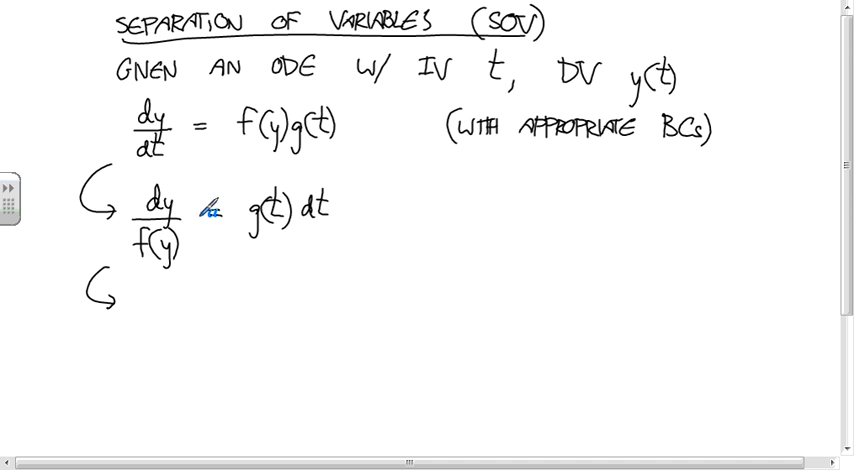 SEPARATION OF VARIABLES (SOV)
GIVEN AN ODE W/ IV t, DV y(t)
dy/dt = f(y)g(t) (WITH APPROPRIATE BCs)
dy/f(y) = g(t) dt